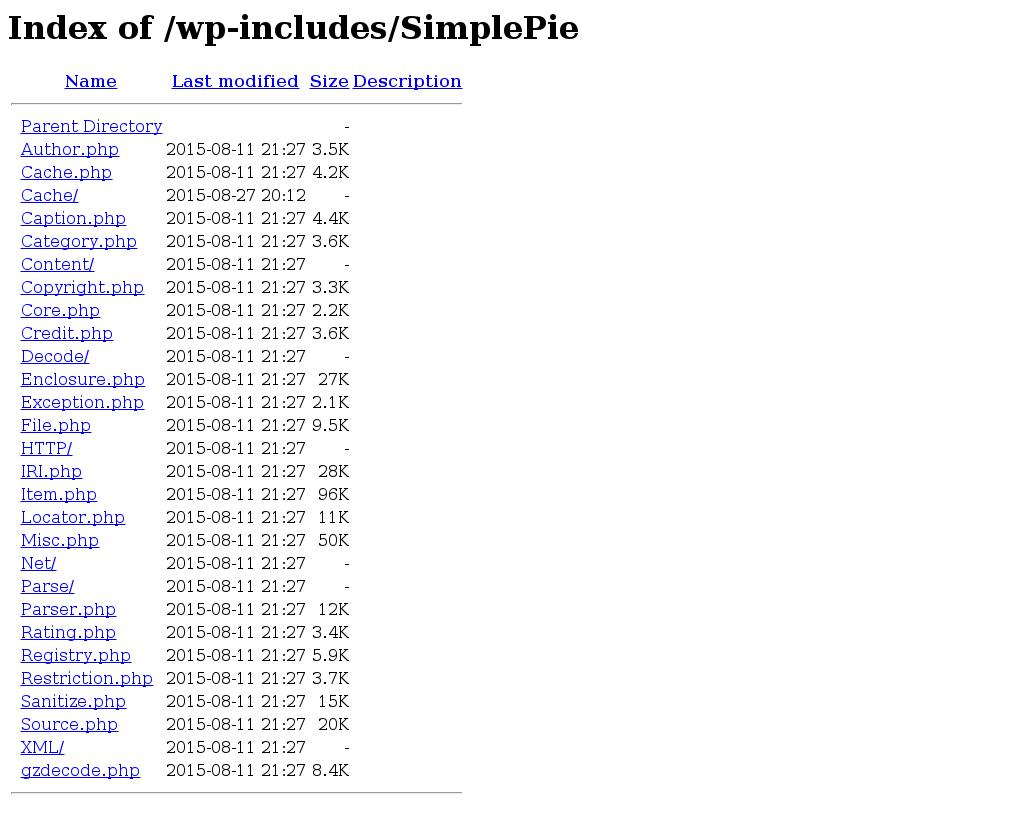 Index of /wp-includes/SimplePie
Name Last modified Size Description
Parent Directory -
Author.php 2015-08-11 21:27 3.5K
Cache.php 2015-08-11 21:27 4.2K
Cache/ 2015-08-27 20:12 -
Caption.php 2015-08-11 21:27 4.4K
Category.php 2015-08-11 21:27 3.6K
Content/ 2015-08-11 21:27 -
Copyright.php 2015-08-11 21:27 3.3K
Core.php 2015-08-11 21:27 2.2K
Credit.php 2015-08-11 21:27 3.6K
Decode/ 2015-08-11 21:27 -
Enclosure.php 2015-08-11 21:27 27K
Exception.php 2015-08-11 21:27 2.1K
File.php 2015-08-11 21:27 9.5K
HTTP/ 2015-08-11 21:27 -
IRI.php 2015-08-11 21:27 28K
Item.php 2015-08-11 21:27 96K
Locator.php 2015-08-11 21:27 11K
Misc.php 2015-08-11 21:27 50K
Net/ 2015-08-11 21:27 -
Parse/ 2015-08-11 21:27 -
Parser.php 2015-08-11 21:27 12K
Rating.php 2015-08-11 21:27 3.4K
Registry.php 2015-08-11 21:27 5.9K
Restriction.php 2015-08-11 21:27 3.7K
Sanitize.php 2015-08-11 21:27 15K
Source.php 2015-08-11 21:27 20K
XML/ 2015-08-11 21:27 -
gzdecode.php 2015-08-11 21:27 8.4K